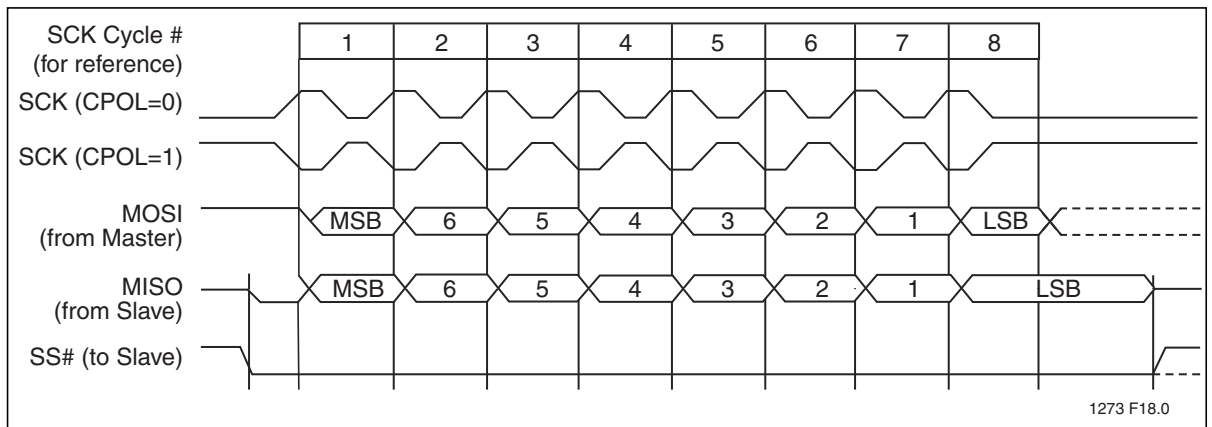 SCK Cycle #
(for reference)
1 2 3 4 5 6 7 8
SCK (CPOL=0)
SCK (CPOL=1)
MOSI
(from Master)
MSB 6 5 4 3 2 1 LSB
MISO
(from Slave)
MSB 6 5 4 3 2 1 LSB
SS# (to Slave)
1273 F18.0